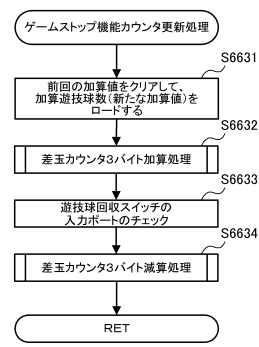 ゲームストップ機能カウンタ更新処理
S6631
前回の加算値をクリアして、
加算遊技球数(新たな加算値)を
ロードする
S6632
差玉カウンタ3バイト加算処理
S6633
遊技球回収スイッチの
入力ポートのチェック
S6634
差玉カウンタ3バイト減算処理
RET